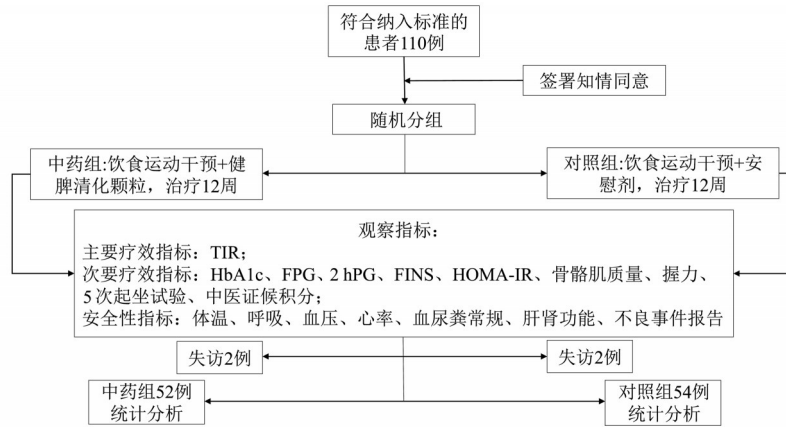 符合纳入标准的
患者110例
签署知情同意
随机分组
中药组:饮食运动干预+健
脾清化颗粒，治疗12周
对照组:饮食运动干预+安
慰剂，治疗12周
观察指标：
主要疗效指标：TIR；
次要疗效指标：HbA1c、FPG、2 hPG、FINS、HOMA-IR、骨骼肌质量、握力、
5次起坐试验、中医证候积分；
安全性指标：体温、呼吸、血压、心率、血尿粪常规、肝肾功能、不良事件报告
失访2例
失访2例
中药组52例
统计分析
对照组54例
统计分析